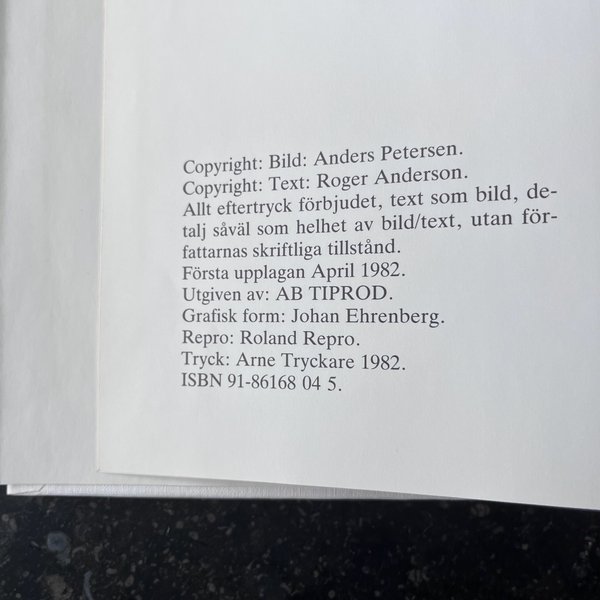 Copyright: Bild: Anders Petersen.
Copyright: Text: Roger Anderson.
Allt eftertryck förbjudet, text som bild, de-
talj såväl som helhet av bild/text, utan för-
fattarnas skriftliga tillstånd.
Första upplagan April 1982.
Utgiven av: AB TIPROD.
Grafisk form: Johan Ehrenberg.
Repro: Roland Repro.
Tryck: Arne Tryckare 1982.
ISBN 91-86168 04 5.